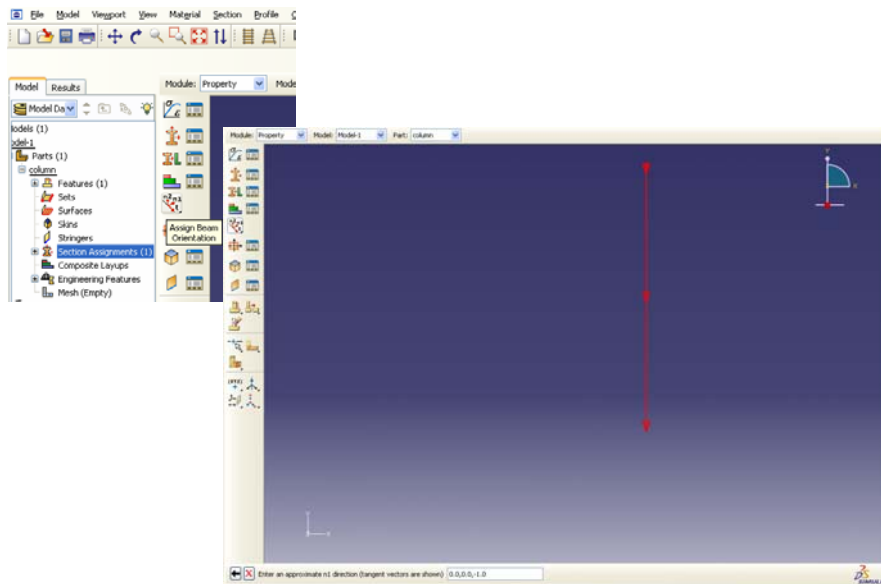 File Model Viewport View Material Section Profile
Model Results
Module: Property Mode
Model Da
odels (1)
odel-1
Parts (1)
column
Features (1)
Sets
Surfaces
Skins
Stringers
Section Assignments (1)
Composite Layups
Engineering Features
Mesh (Empty)
Assign Beam
Orientation
Module: Property Model: Model-1 Part: column
Y
X
Enter an approximate n1 direction (tangent vectors are shown) 0.0,0.0,-1.0